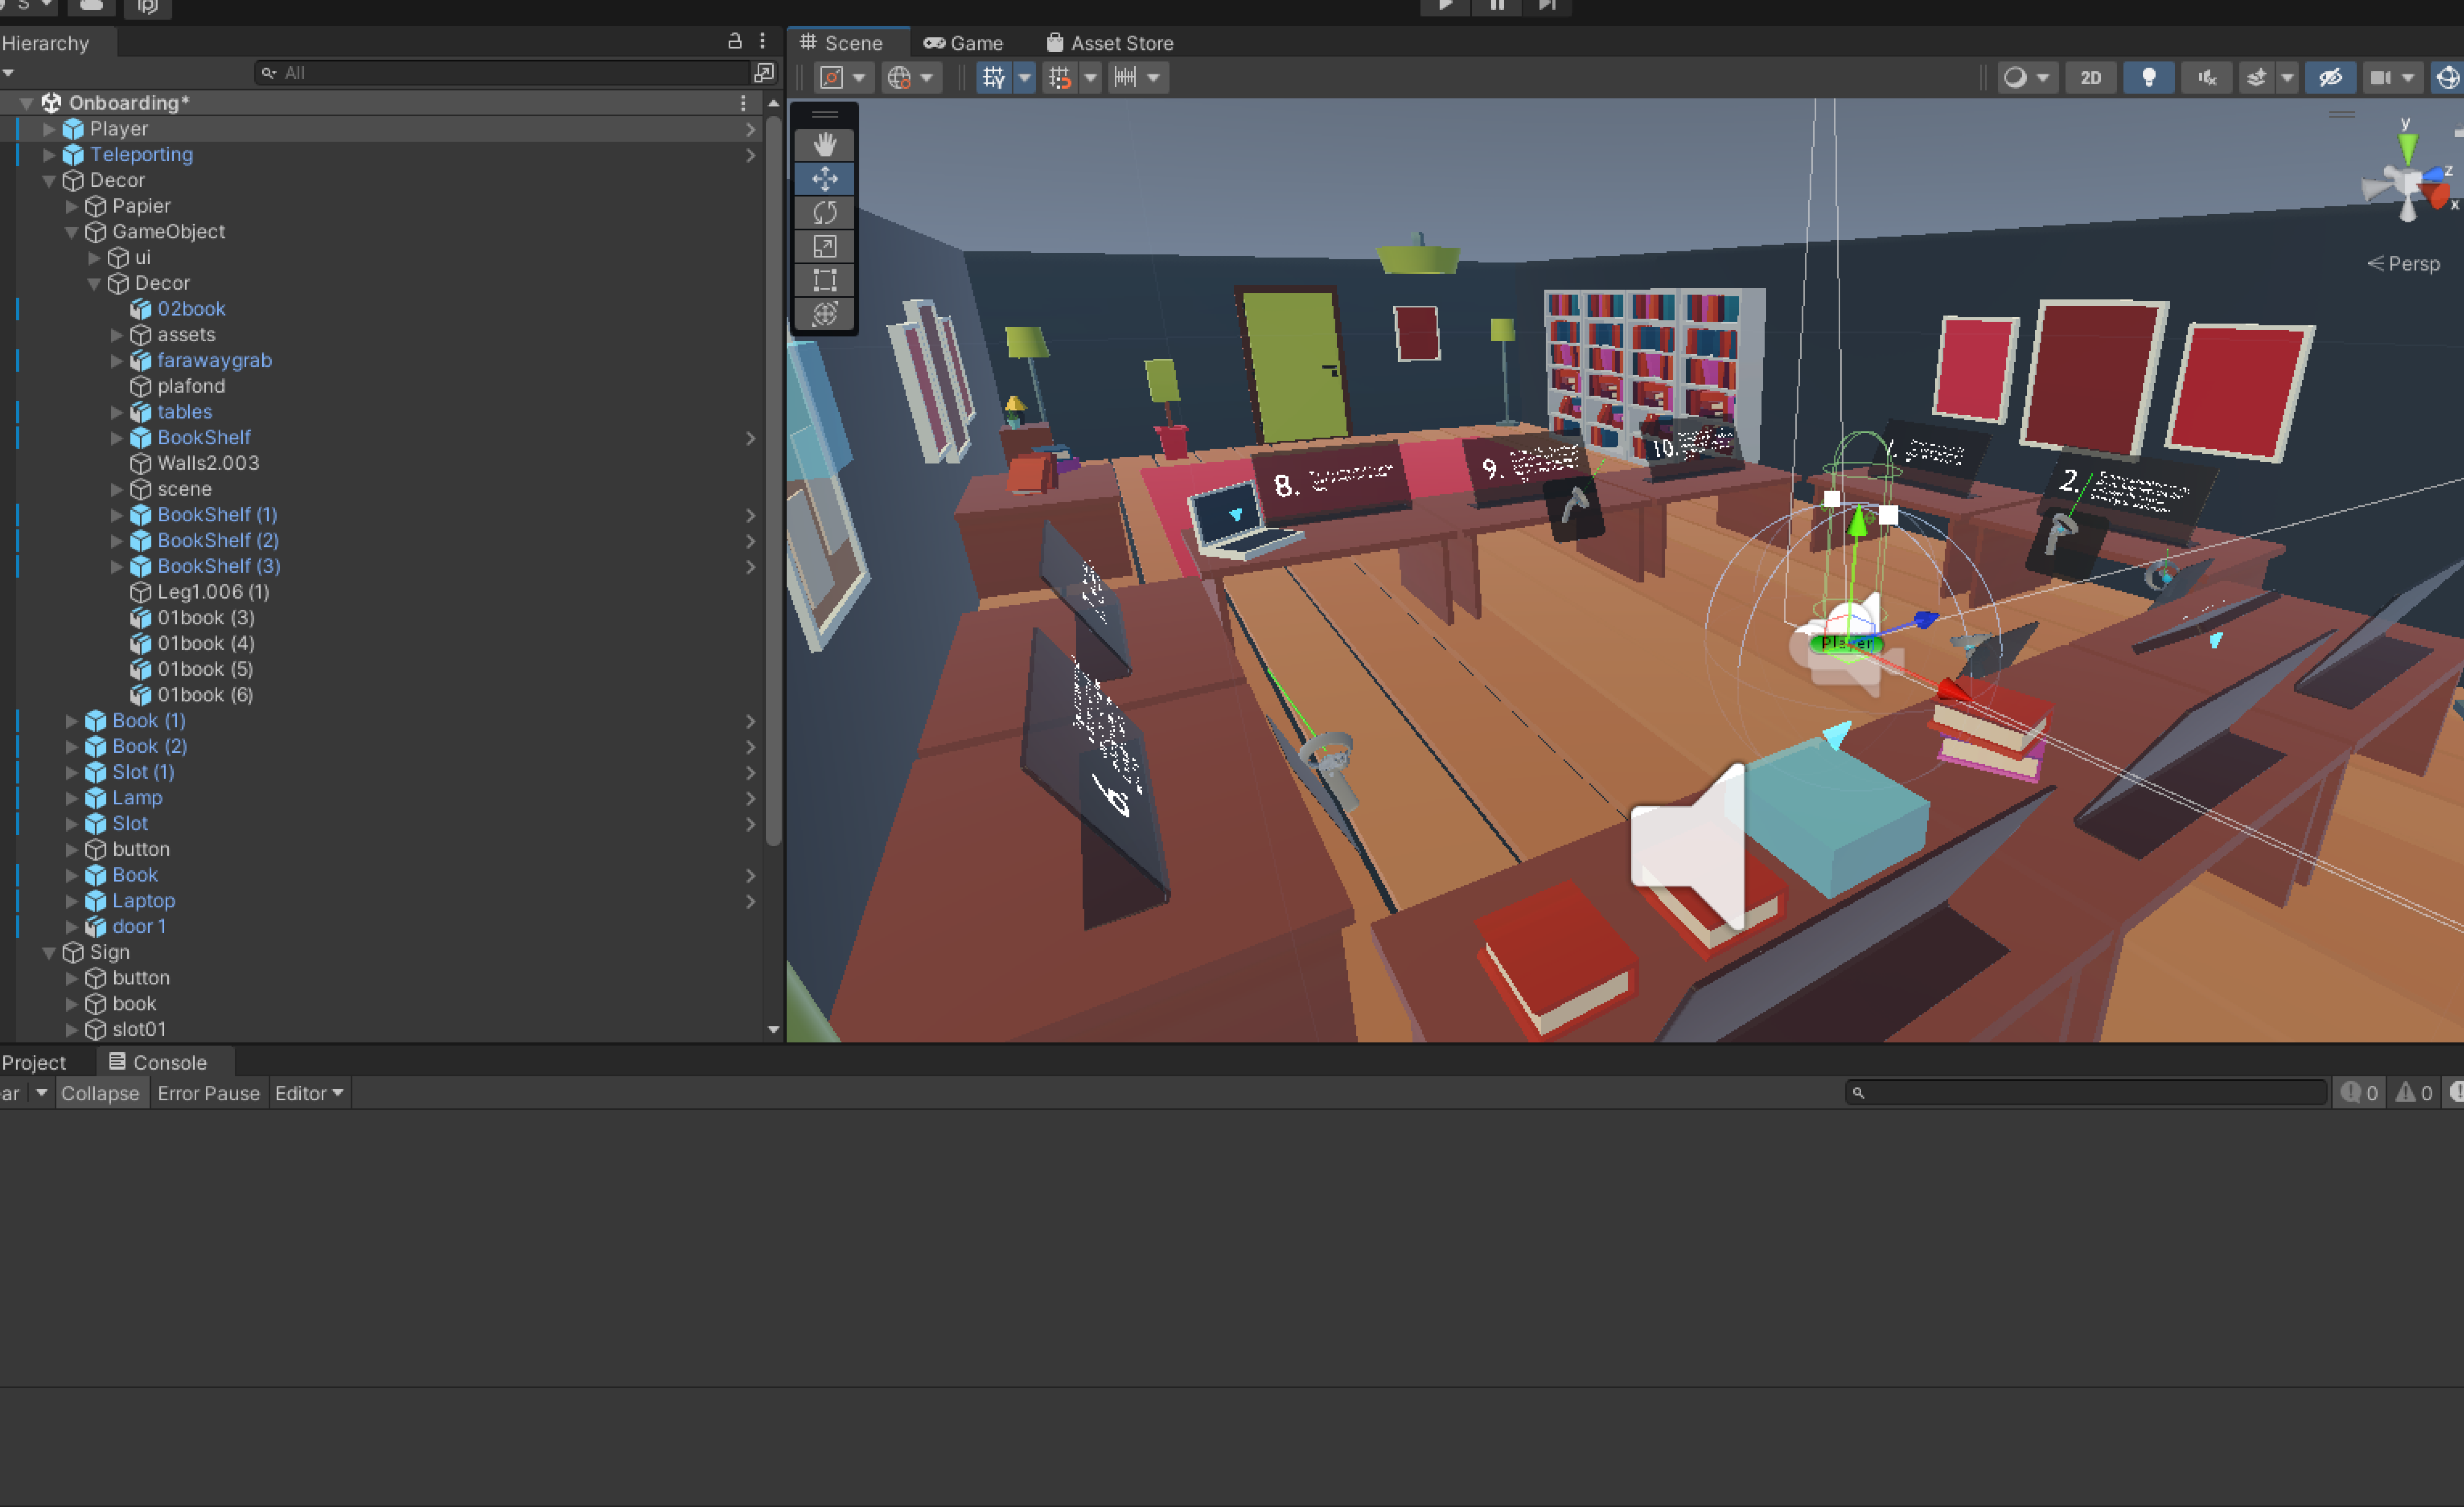 S
Hierarchy
All
Onboarding*
Player
Teleporting
Decor
Papier
GameObject
ui
Decor
02book
assets
farawaygrab
plafond
tables
BookShelf
Walls2.003
scene
BookShelf (1)
BookShelf (2)
BookShelf (3)
Leg1.006 (1)
01book (3)
01book (4)
01book (5)
01book (6)
Book (1)
Book (2)
Slot (1)
Lamp
Slot
button
Book
Laptop
door 1
Sign
button
book
slot01
Scene Game Asset Store
2D
y
z
x
Persp
8.
9.
10.
2.
Player
6
Project Console
ar Collapse Error Pause Editor
0 0